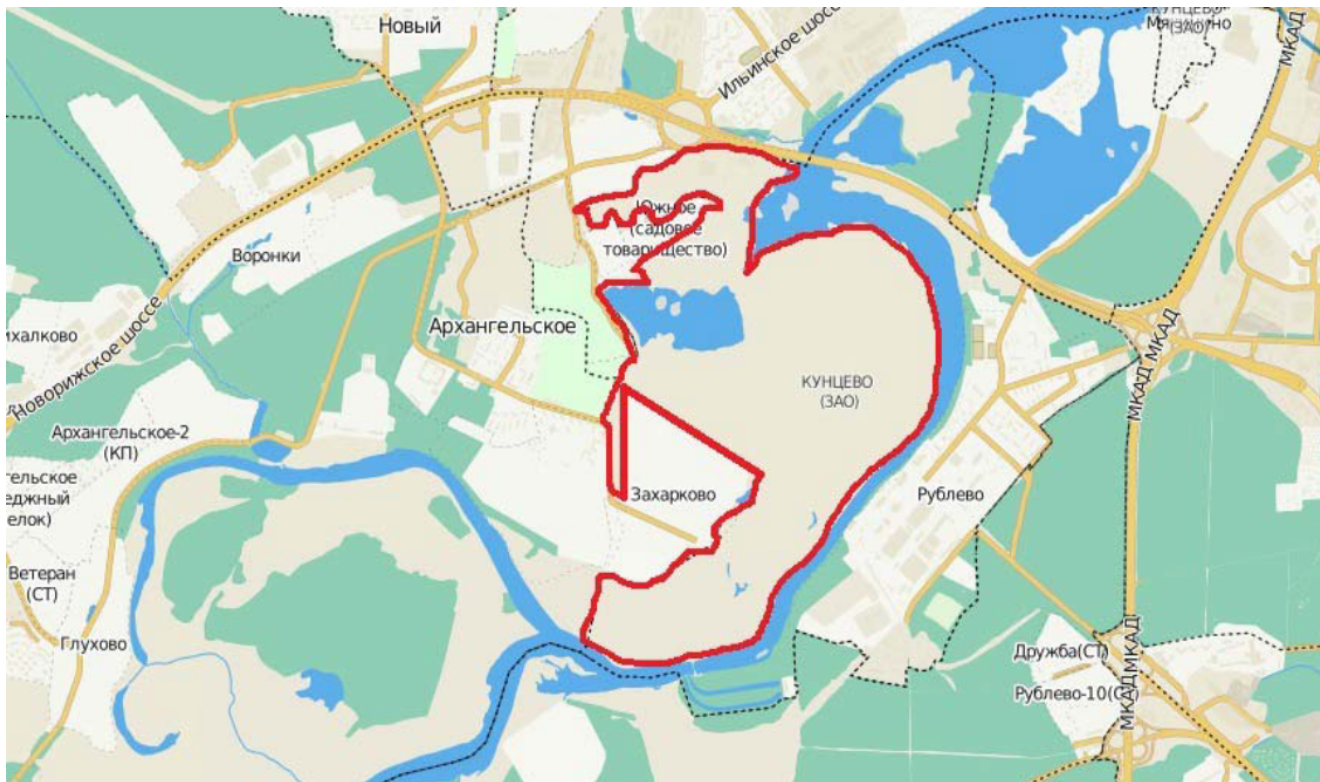 Новый
КУНЦЕВО
(ЗАО)
Мякинино
МКАД
Ильинское шоссе
Южное
(садовое
товарищество)
Воронки
Архангельское
Новорижское шоссе
ихалково
МКАД
МКАД
КУНЦЕВО
(ЗАО)
Архангельское-2
(КП)
гельское
еджный
елок)
Захарково
Рублево
Ветеран
(СТ)
Глухово
Дружба(СТ)
МКАД
МКАД
Рублево-10(СТ)